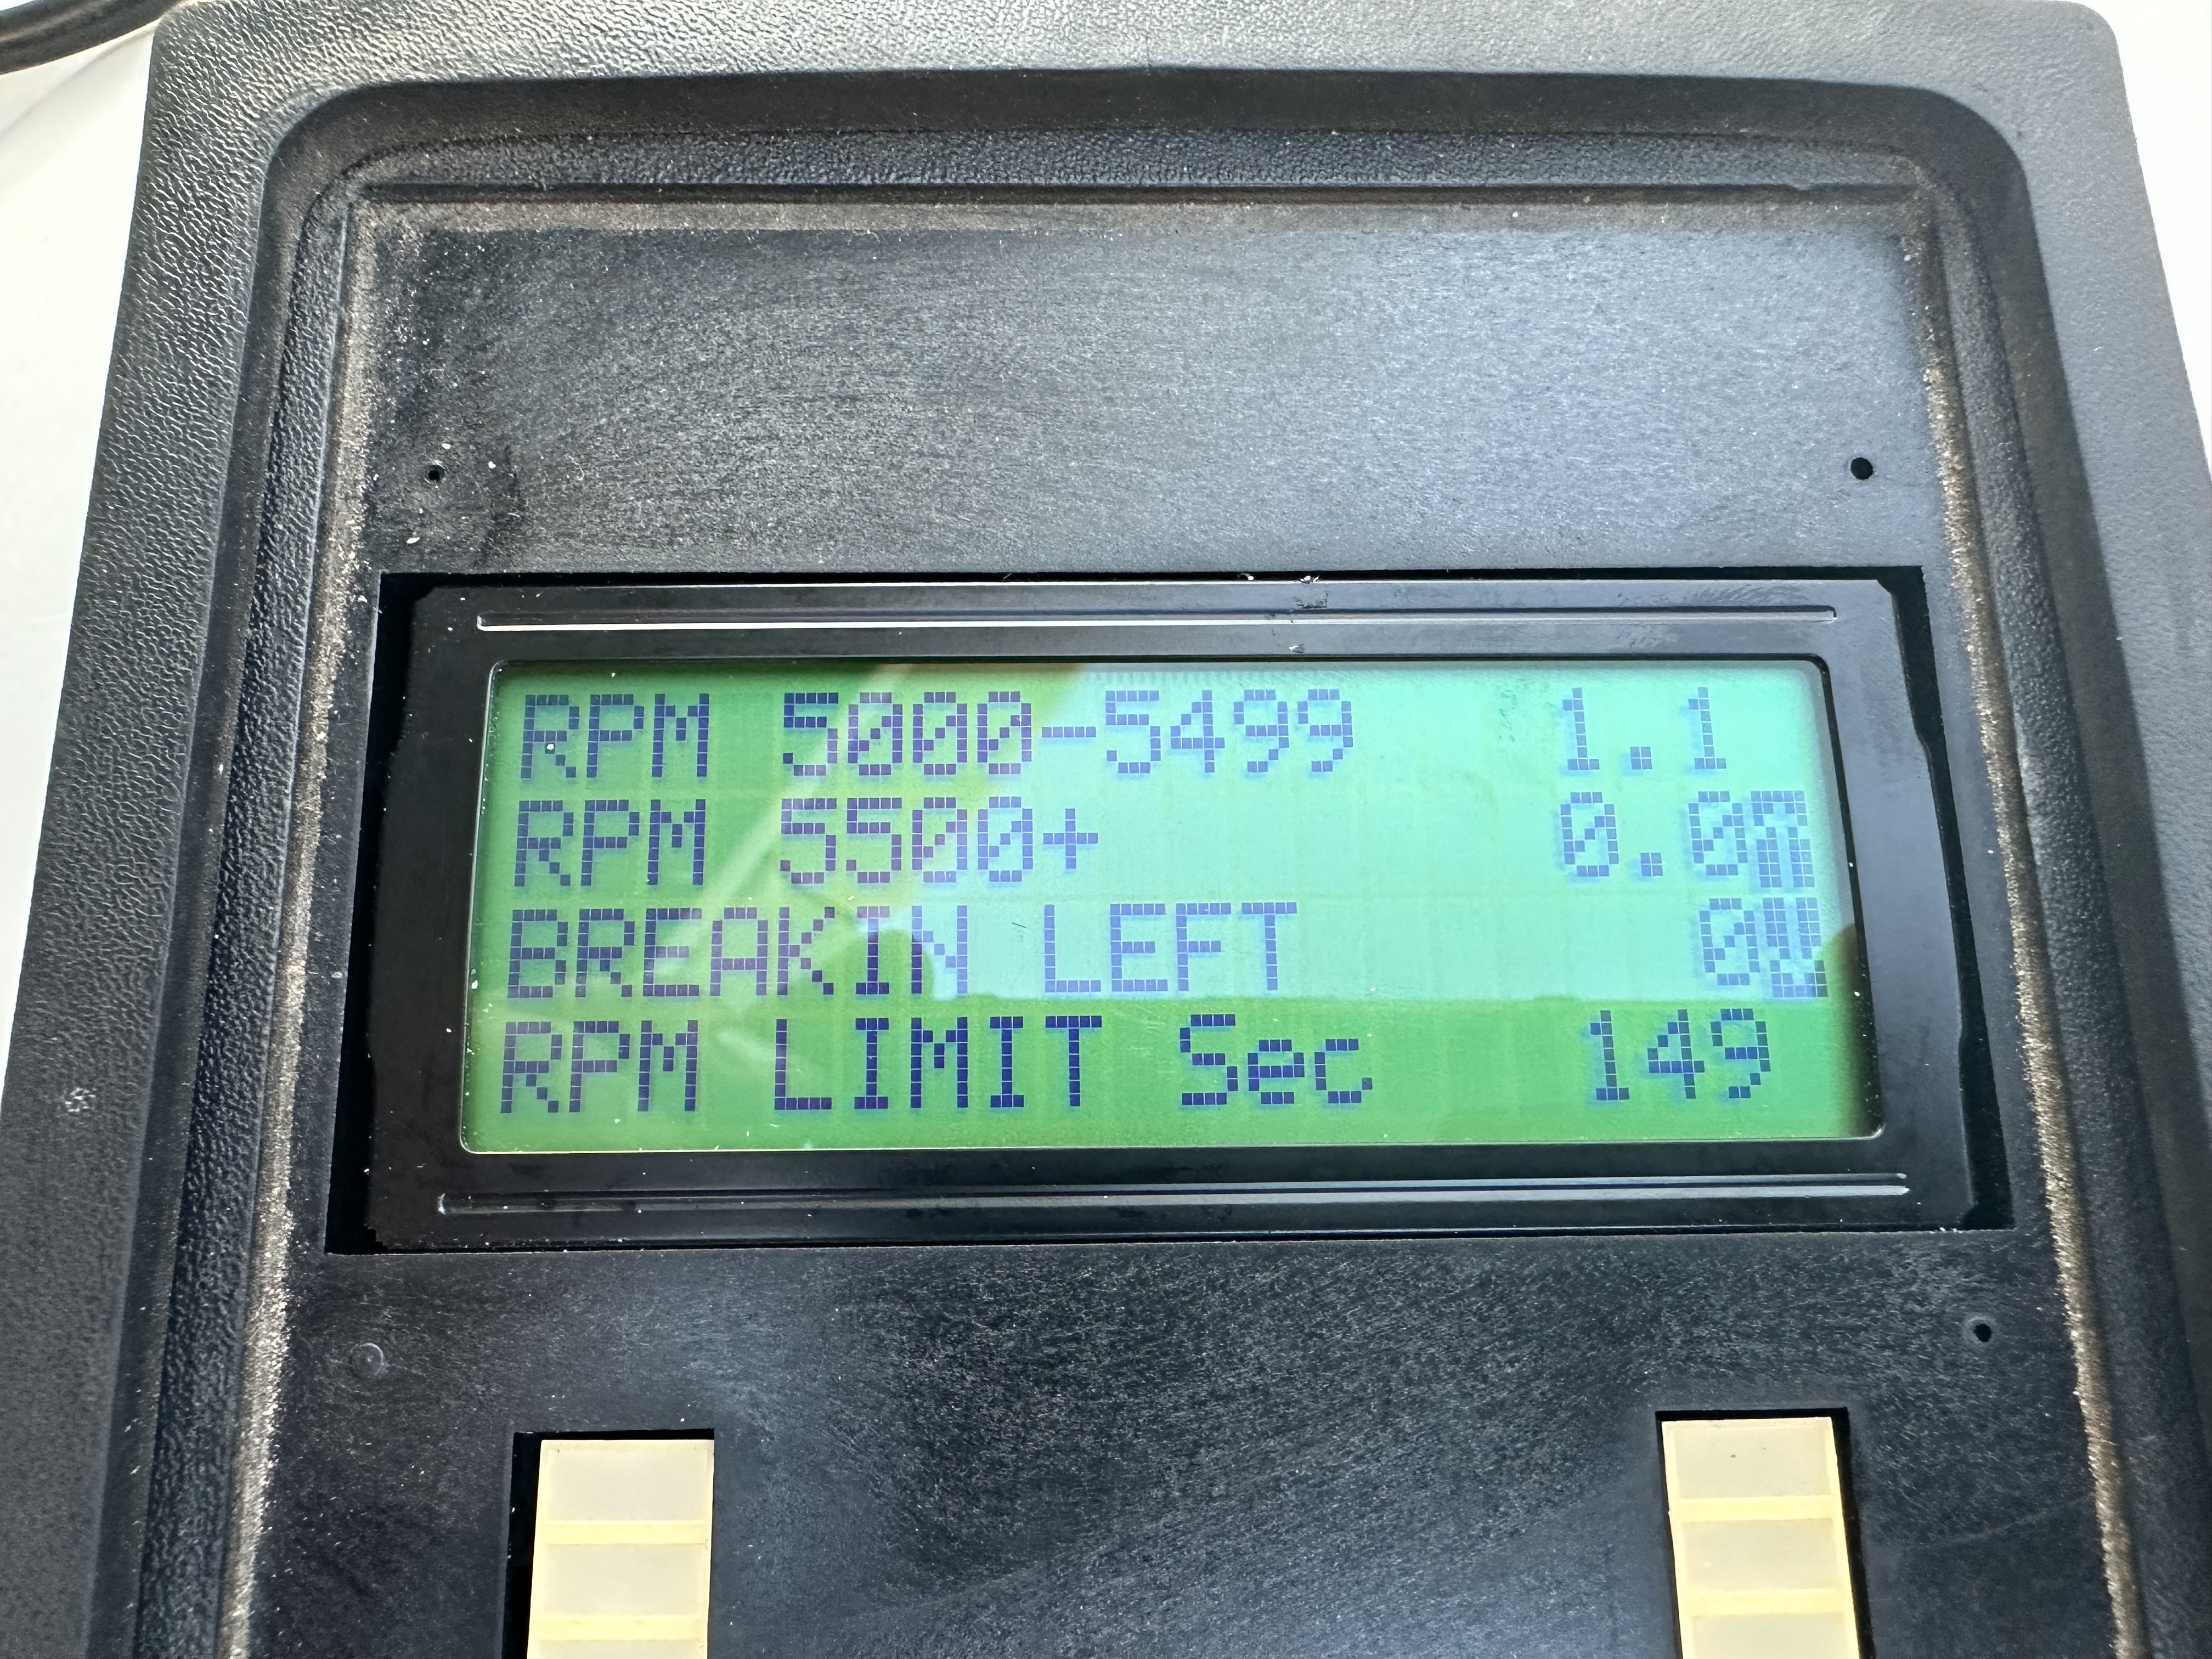 RPM 5000-5499 1.1
RPM 5500+ 0.0
BREAKIN LEFT 0
RPM LIMIT Sec 149